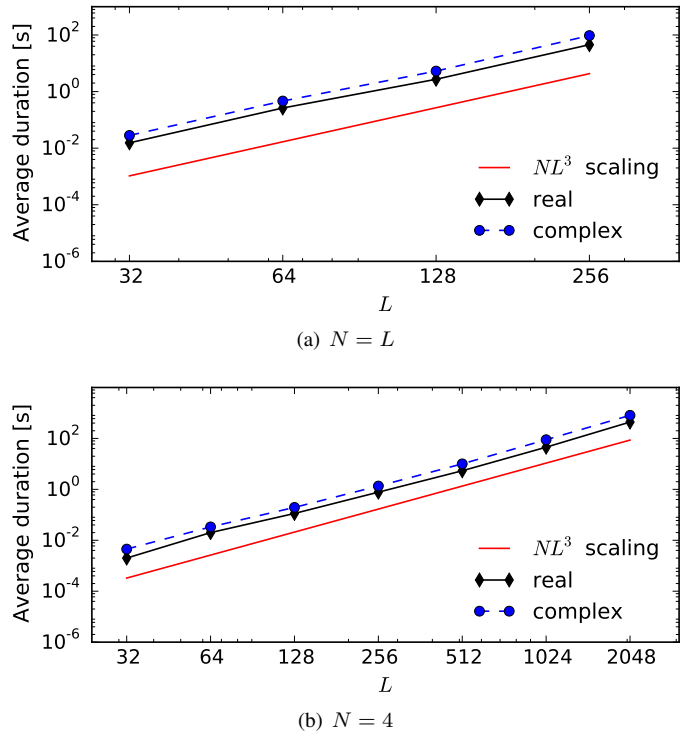 Average duration [s]
10^2
10^0
10^-2
10^-4
10^-6
NL^3 scaling
real
complex
32 64 128 256
L
(a) N = L
Average duration [s]
10^2
10^0
10^-2
10^-4
10^-6
NL^3 scaling
real
complex
32 64 128 256 512 1024 2048
L
(b) N = 4